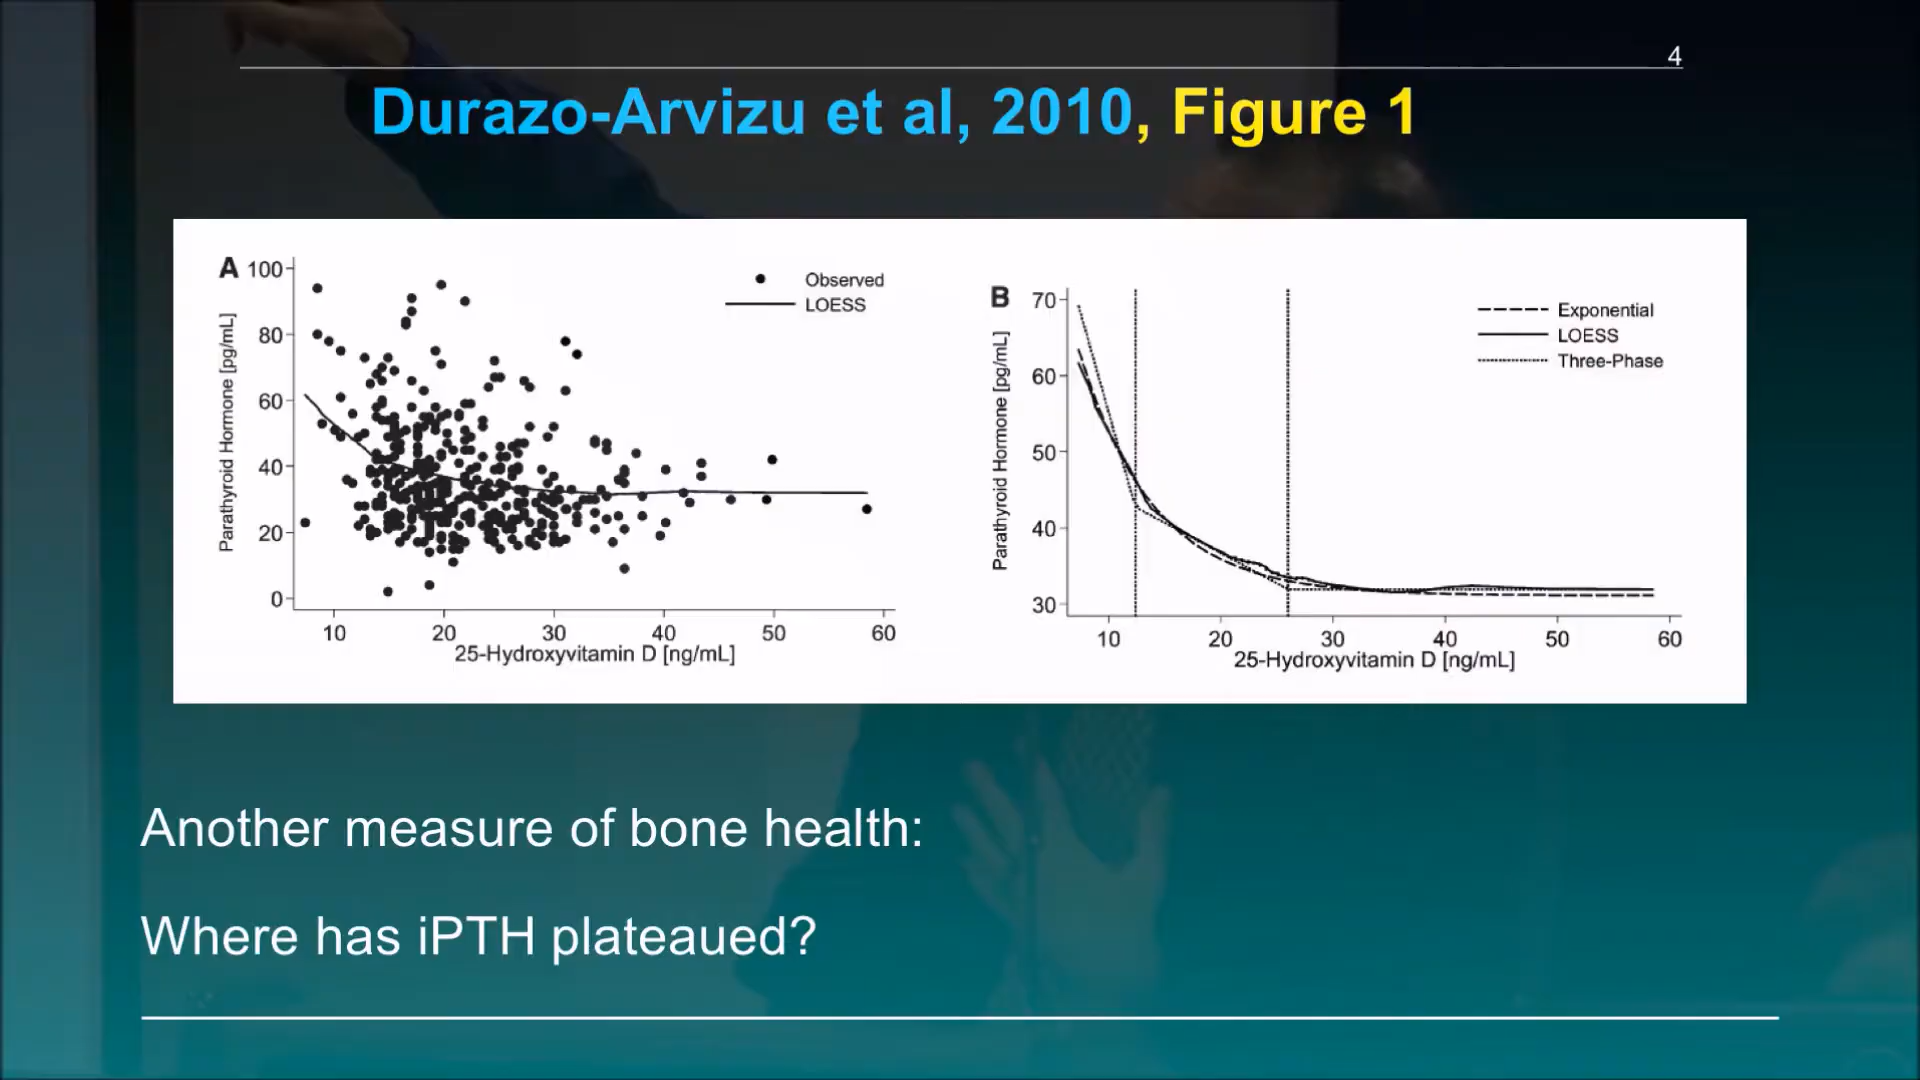 4
Durazo-Arvizu et al, 2010, Figure 1
A
100
80
60
40
20
0
Parathyroid Hormone [pg/mL]
Observed
LOESS
10 20 30 40 50 60
25-Hydroxyvitamin D [ng/mL]
B
70
60
50
40
30
Parathyroid Hormone [pg/mL]
Exponential
LOESS
Three-Phase
10 20 30 40 50 60
25-Hydroxyvitamin D [ng/mL]
Another measure of bone health:
Where has iPTH plateaued?